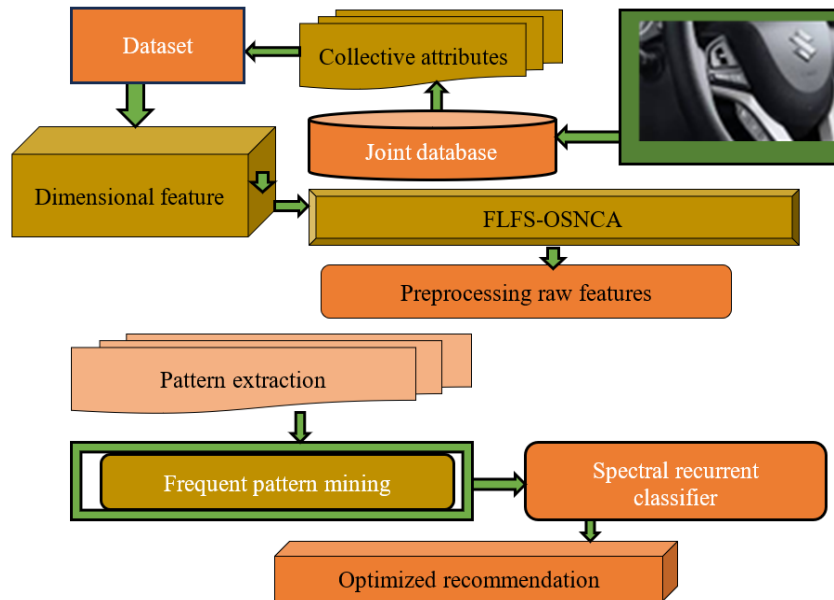 Dataset
Collective attributes
Joint database
Dimensional feature
FLFS-OSNCA
Preprocessing raw features
Pattern extraction
Frequent pattern mining
Spectral recurrent
classifier
Optimized recommendation